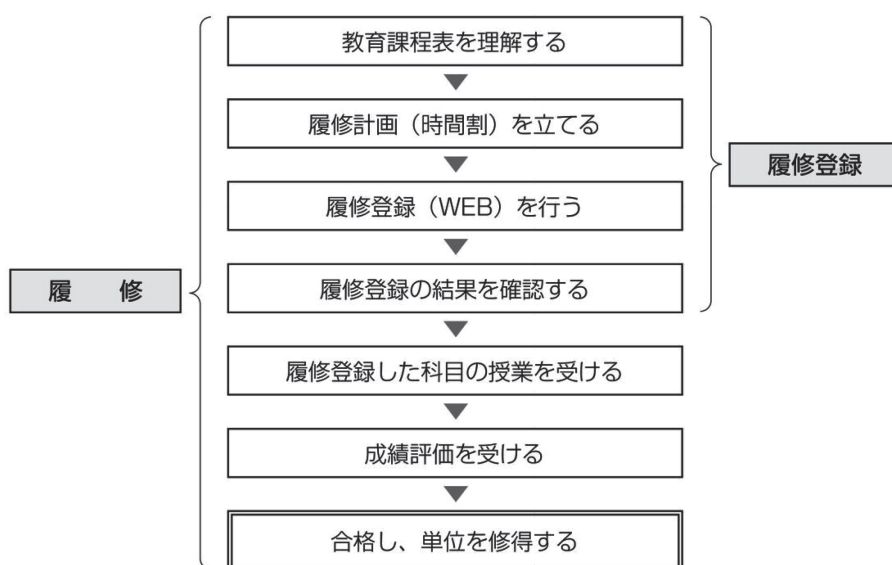 教育課程表を理解する
履修計画（時間割）を立てる
履修登録
履修登録（WEB）を行う
履修登録の結果を確認する
履　修
履修登録した科目の授業を受ける
成績評価を受ける
合格し、単位を修得する